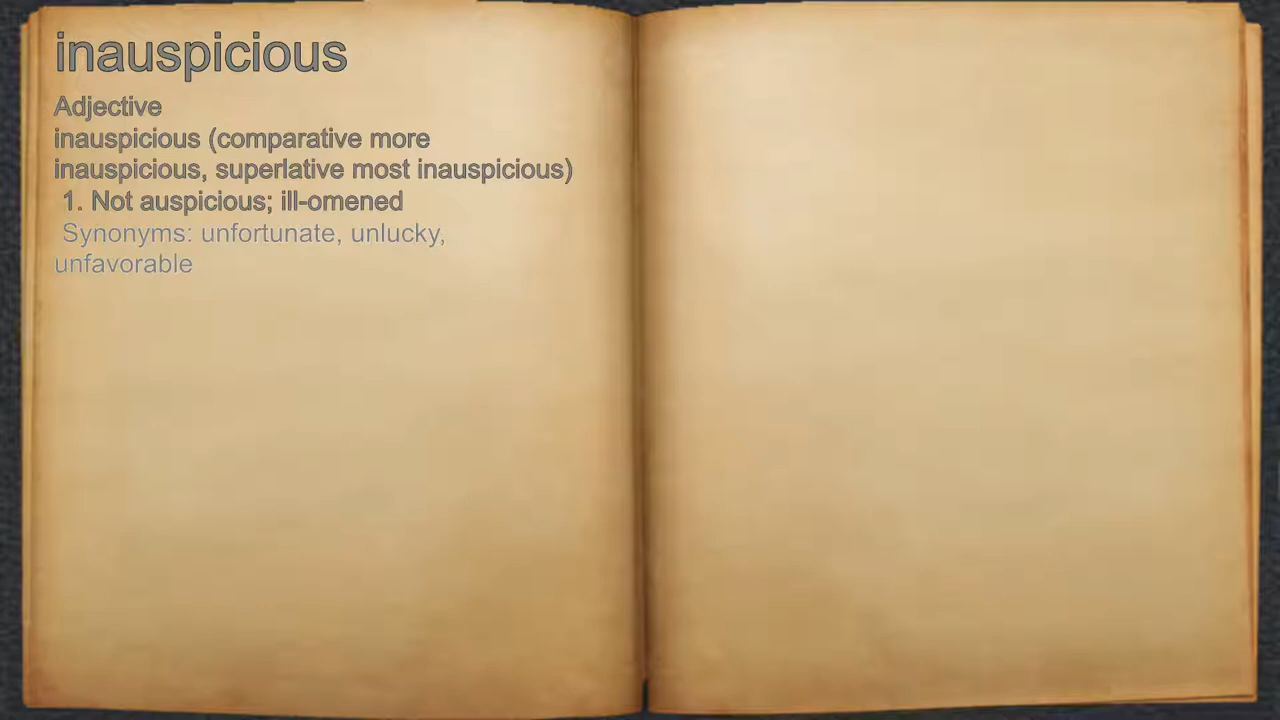 inauspicious
Adjective
inauspicious (comparative more
inauspicious, superlative most inauspicious)
1. Not auspicious; ill-omened
Synonyms: unfortunate, unlucky,
unfavorable